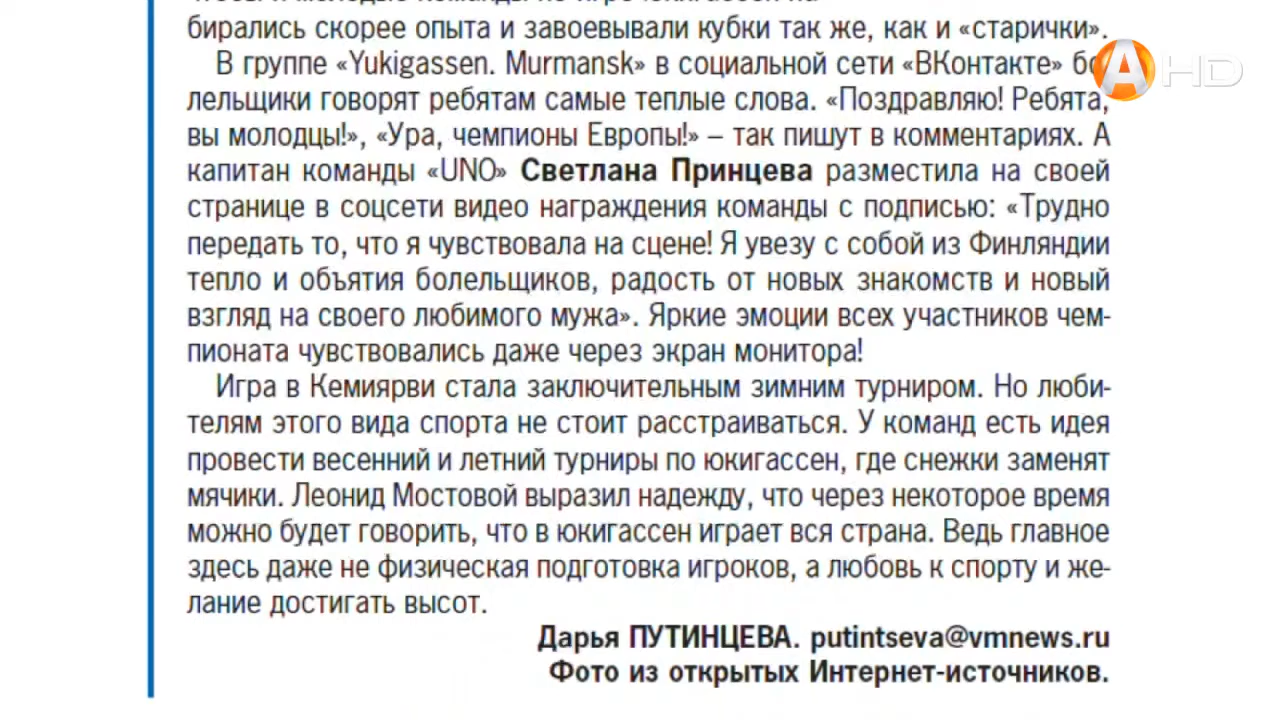 бирались скорее опыта и завоевывали кубки так же, как и «старички».
В группе «Yukigassen. Murmansk» в социальной сети «ВКонтакте» бо
лельщики говорят ребятам самые теплые слова. «Поздравляю! Ребята,
вы молодцы!», «Ура, чемпионы Европы!» – так пишут в комментариях. А
капитан команды «UNO» Светлана Принцева разместила на своей
странице в соцсети видео награждения команды с подписью: «Трудно
передать то, что я чувствовала на сцене! Я увезу с собой из Финляндии
тепло и объятия болельщиков, радость от новых знакомств и новый
взгляд на своего любимого мужа». Яркие эмоции всех участников чем-
пионата чувствовались даже через экран монитора!
Игра в Кемиярви стала заключительным зимним турниром. Но люби-
телям этого вида спорта не стоит расстраиваться. У команд есть идея
провести весенний и летний турниры по юкигассен, где снежки заменят
мячики. Леонид Мостовой выразил надежду, что через некоторое время
можно будет говорить, что в юкигассен играет вся страна. Ведь главное
здесь даже не физическая подготовка игроков, а любовь к спорту и же-
лание достигать высот.
Дарья ПУТИНЦЕВА. putintseva@vmnews.ru
Фото из открытых Интернет-источников.
А HD